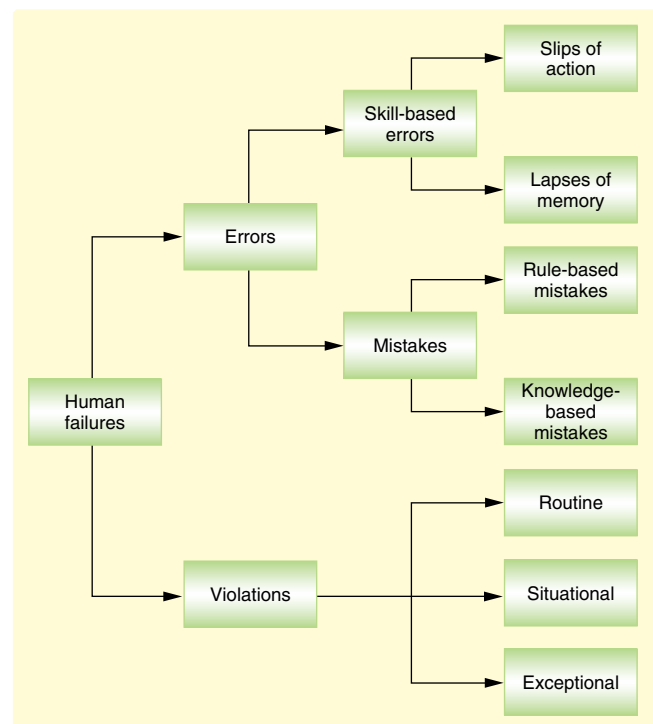 Slips of
action
Skill-based
errors
Lapses of
memory
Errors
Rule-based
mistakes
Mistakes
Knowledge-
based
mistakes
Human
failures
Routine
Violations
Situational
Exceptional